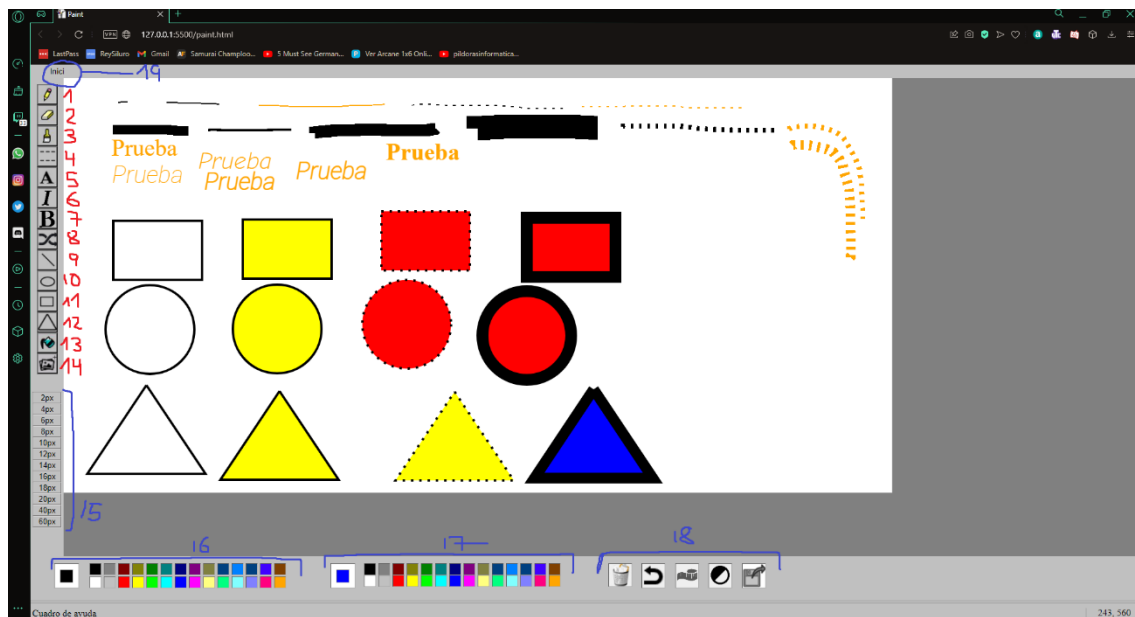 Paint
127.0.0.1:5500/paint.html
VPN
LastPass
ReySiluro
Gmail
Samurai Champloo...
5 Must See German...
Ver Arcane 1x6 Onli...
pildorasinformatica...
Inici
19
1
2
3
4
5
6
7
8
9
10
11
12
13
14
A
I
B
Prueba
Prueba
Prueba
Prueba
Prueba
Prueba
2px
4px
6px
8px
10px
12px
14px
16px
18px
20px
40px
60px
15
16
17
18
Cuadro de ayuda
243, 560